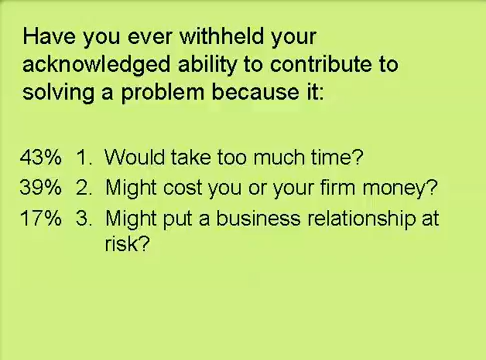 Have you ever withheld your
acknowledged ability to contribute to
solving a problem because it:
43% 1. Would take too much time?
39% 2. Might cost you or your firm money?
17% 3. Might put a business relationship at
risk?